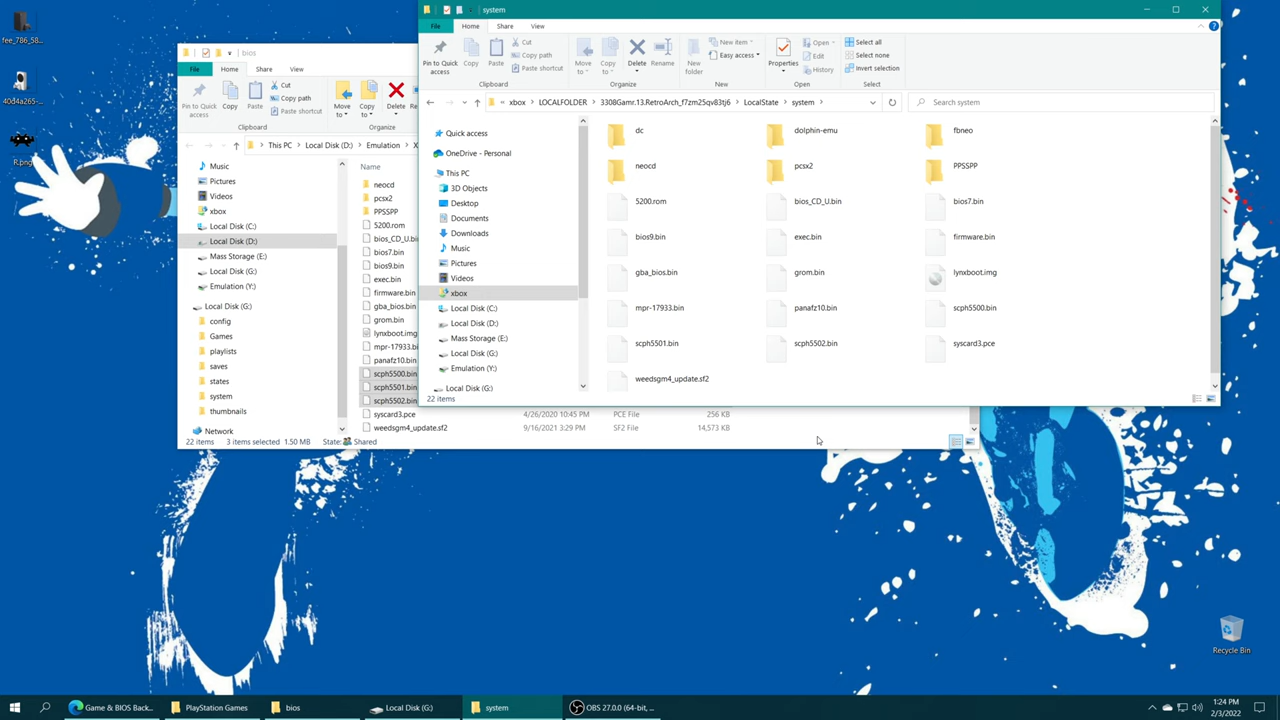 fee_786_58...
40d4a265-...
R.png
bios
File
Home
Share
View
Pin to Quick access
Copy
Paste
Cut
Copy path
Paste shortcut
Clipboard
Move to
Copy to
Delete
Organize
This PC > Local Disk (D:) > Emulation >
Music
Pictures
Videos
xbox
Local Disk (C:)
Local Disk (D:)
Mass Storage (E:)
Local Disk (G:)
Emulation (Y:)
Local Disk (G:)
config
Games
playlists
saves
states
system
thumbnails
Network
Name
neocd
pcsx2
PPSSPP
5200.rom
bios_CD_U.bin
bios7.bin
bios9.bin
exec.bin
firmware.bin
gba_bios.bin
grom.bin
lynxboot.img
mpr-17933.bin
panafz10.bin
scph5500.bin
scph5501.bin
scph5502.bin
syscard3.pce 4/26/2020 10:45 PM PCE File 256 KB
weedsgm4_update.sf2 9/16/2021 3:29 PM SF2 File 14,573 KB
22 items 3 items selected 1.50 MB State: Shared
system
File
Home
Share
View
Pin to Quick access
Copy
Paste
Cut
Copy path
Paste shortcut
Clipboard
Move to
Copy to
Delete
Rename
Organize
New folder
New item
Easy access
New
Properties
Open
Edit
History
Open
Select all
Select none
Invert selection
Select
« xbox > LOCALFOLDER > 3308Gamr.13.RetroArch_f7zm25qv83tj6 > LocalState > system >
Search system
Quick access
OneDrive - Personal
This PC
3D Objects
Desktop
Documents
Downloads
Music
Pictures
Videos
xbox
Local Disk (C:)
Local Disk (D:)
Mass Storage (E:)
Local Disk (G:)
Emulation (Y:)
Local Disk (G:)
dc
dolphin-emu
fbneo
neocd
pcsx2
PPSSPP
5200.rom
bios_CD_U.bin
bios7.bin
bios9.bin
exec.bin
firmware.bin
gba_bios.bin
grom.bin
lynxboot.img
mpr-17933.bin
panafz10.bin
scph5500.bin
scph5501.bin
scph5502.bin
syscard3.pce
weedsgm4_update.sf2
22 items
Recycle Bin
Game & BIOS Back...
PlayStation Games
bios
Local Disk (G:)
system
OBS 27.0.0 (64-bit, ...
1:24 PM
2/3/2022